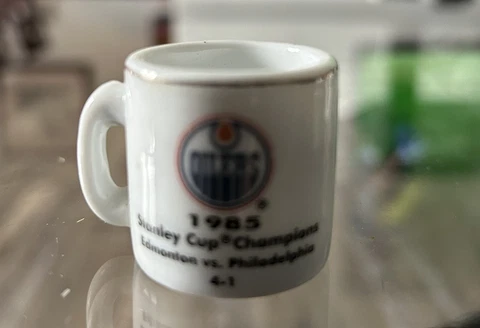 OILERS
®
1985
Stanley Cup® Champions
Edmonton vs. Philadelphia
4-1